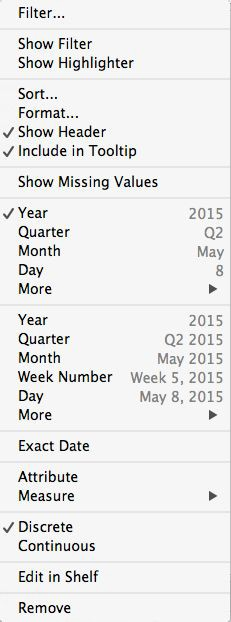 Filter...
Show Filter
Show Highlighter
Sort...
Format...
✓ Show Header
✓ Include in Tooltip
Show Missing Values
✓ Year 2015
Quarter Q2
Month May
Day 8
More ▶
Year 2015
Quarter Q2 2015
Month May 2015
Week Number Week 5, 2015
Day May 8, 2015
More ▶
Exact Date
Attribute
Measure ▶
✓ Discrete
Continuous
Edit in Shelf
Remove